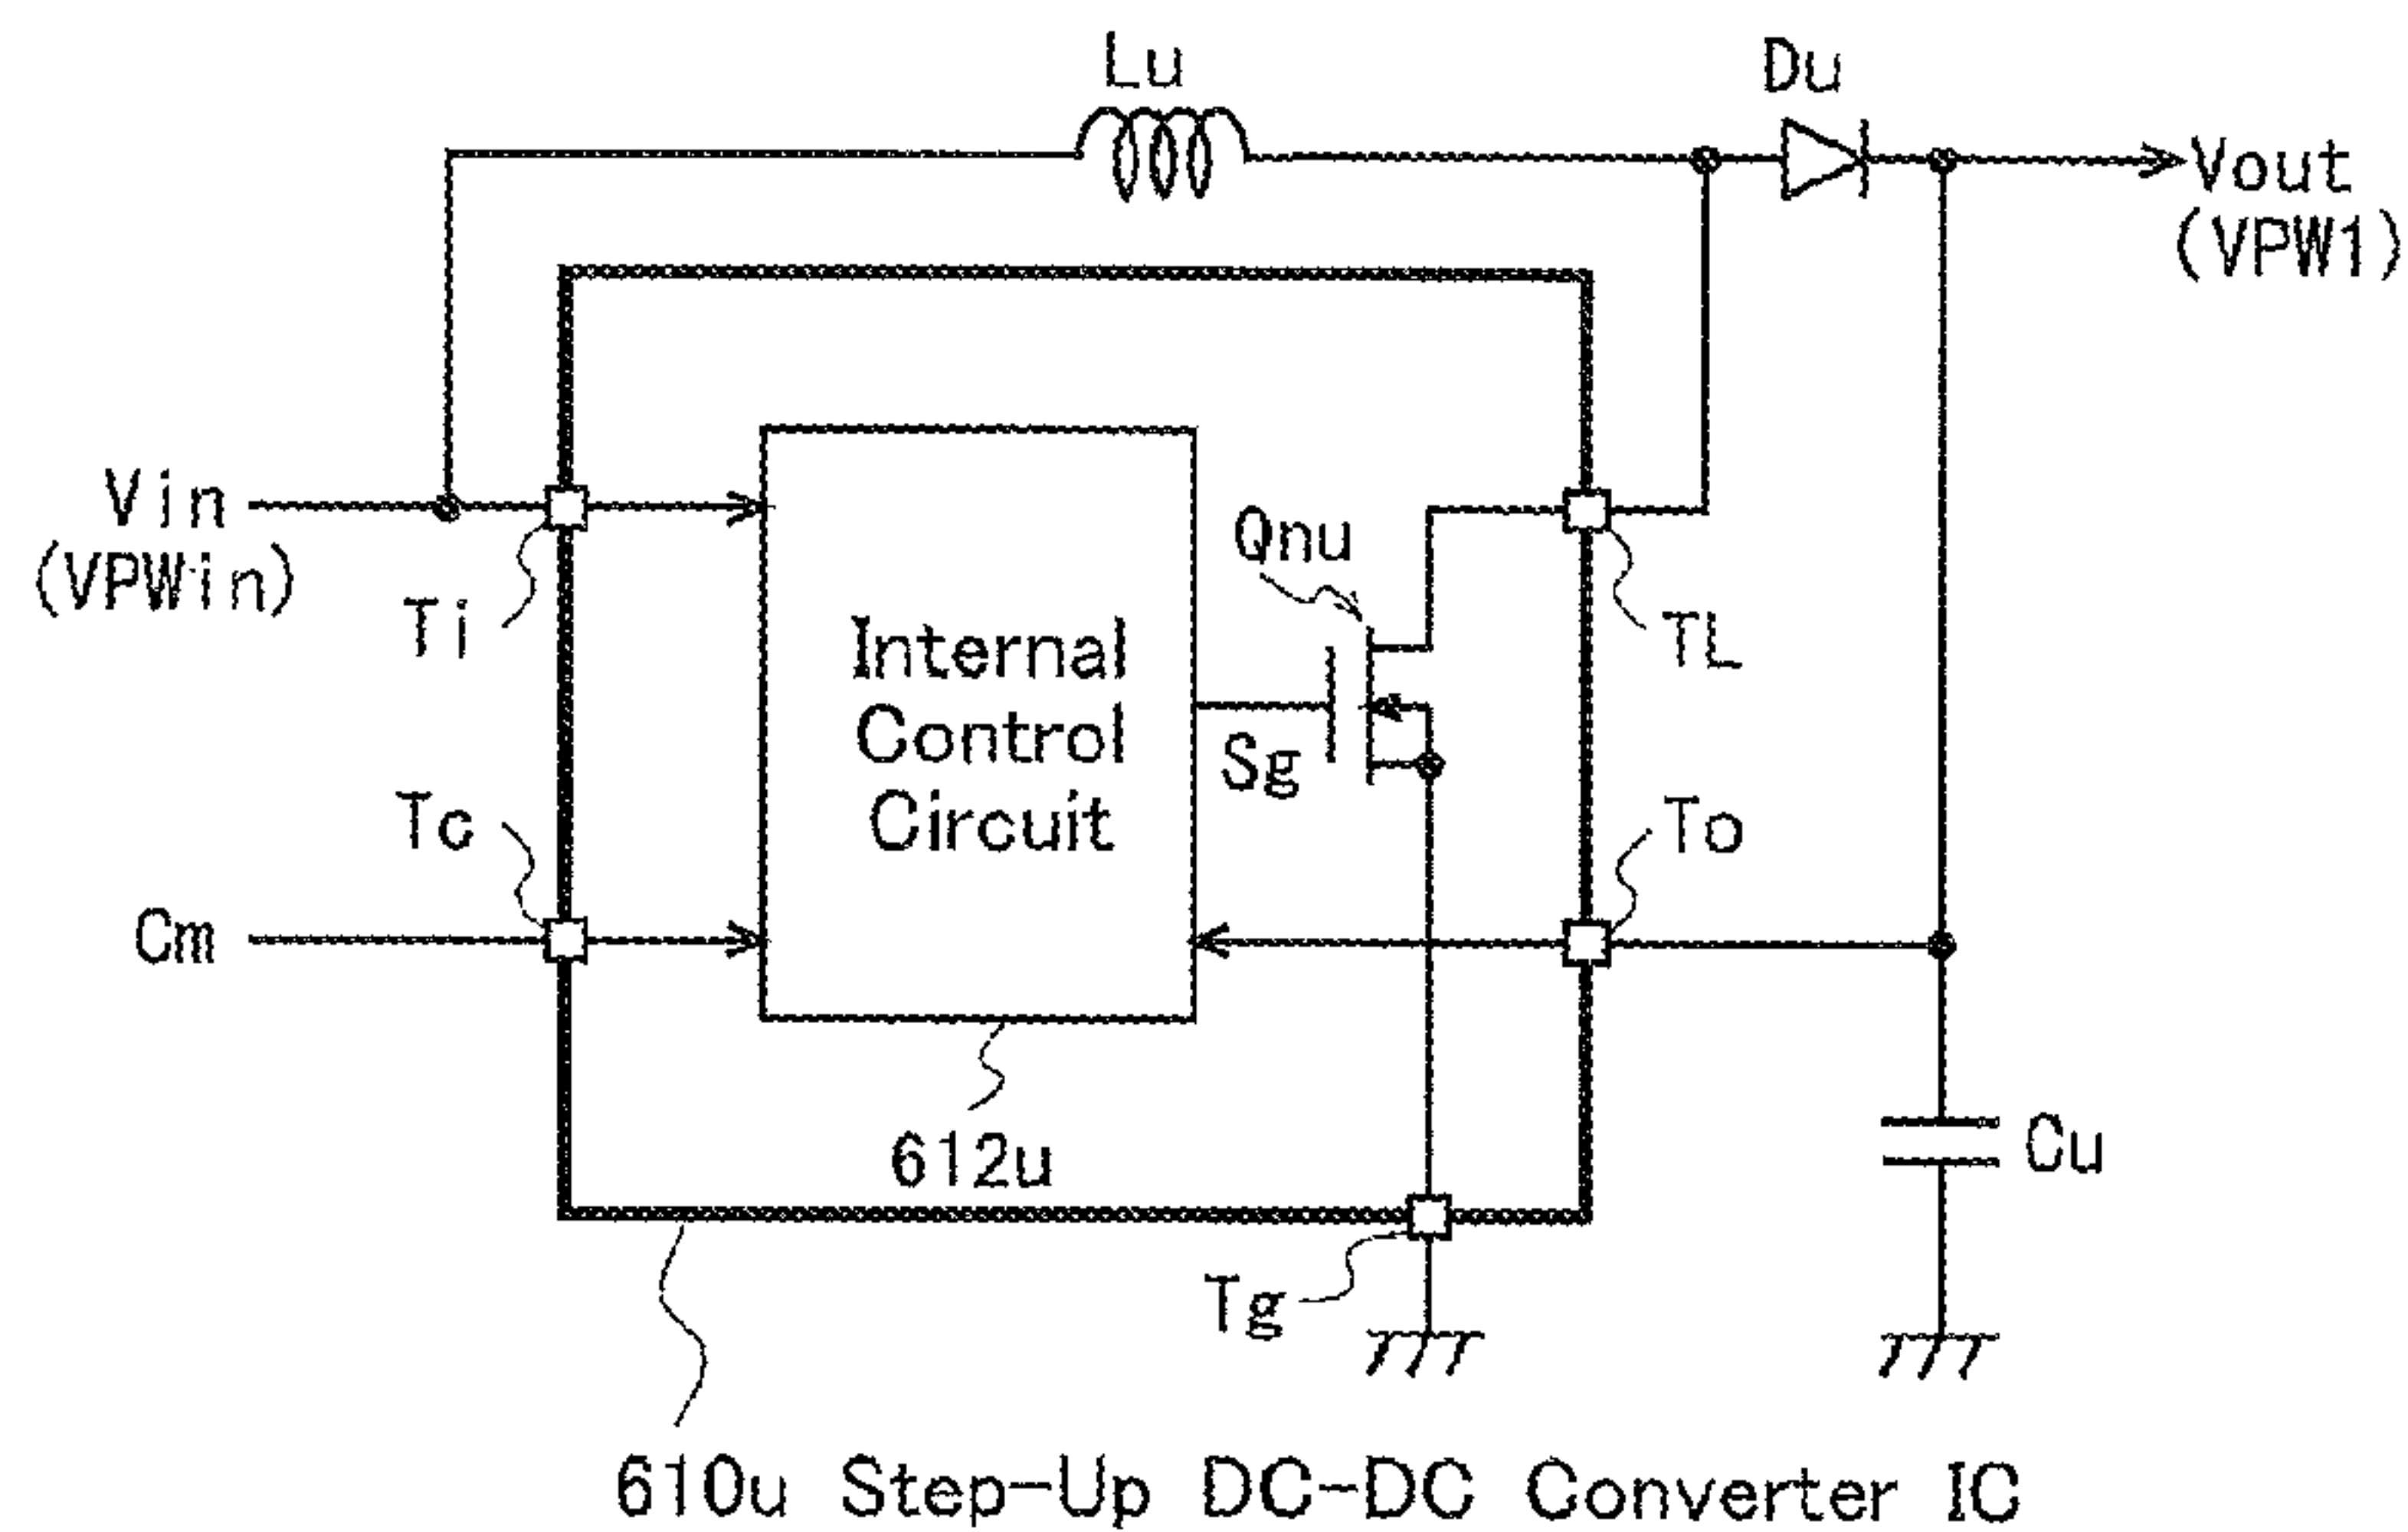 Lu
Du
Vout
(VPW1)
Vin
(VPWin)
Ti
Qnu
TL
Internal
Control
Circuit
Sg
Tc
To
Cm
612u
Cu
Tg
610u Step-Up DC-DC Converter IC